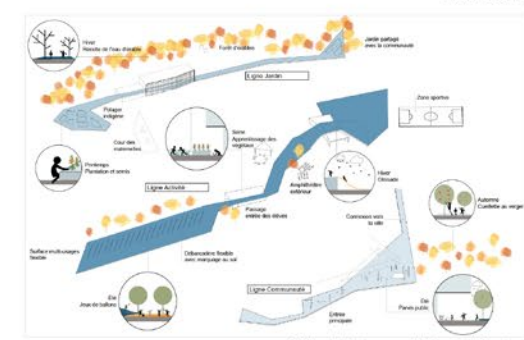 Hiver
Récolte de l'eau d'érable
Forêt d'érables
Jardin partagé
avec la communauté
Ligne Jardin
Potager
indigène
Cour des
maternelles
Serre
Apprentissage des
végétaux
Zone sportive
Printemps
Plantation et semis
Ligne Activité
Amphithéâtre
extérieur
Hiver
Glissade
Automne
Cueillette au verger
Passage
entrée des élèves
Connexion vers
la ville
Surface multi-usages
flexible
Débarcadère flexible
avec marquage au sol
Ligne Communauté
Été
Jeux de ballons
Entrée
principale
Été
Parvis public